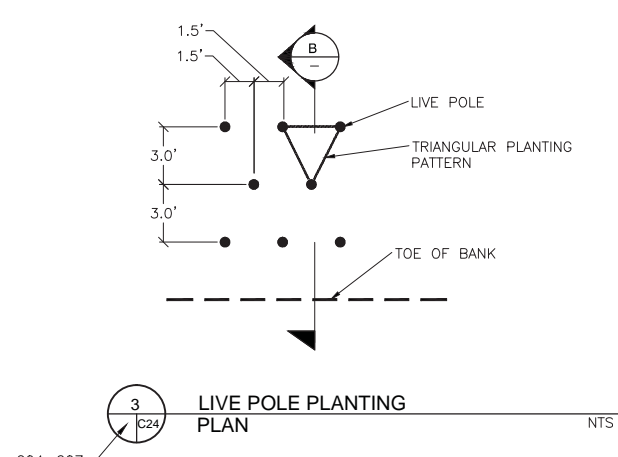 1.5'
1.5'
B
–
LIVE POLE
TRIANGULAR PLANTING
PATTERN
3.0'
3.0'
TOE OF BANK
3
C24
LIVE POLE PLANTING
PLAN
NTS